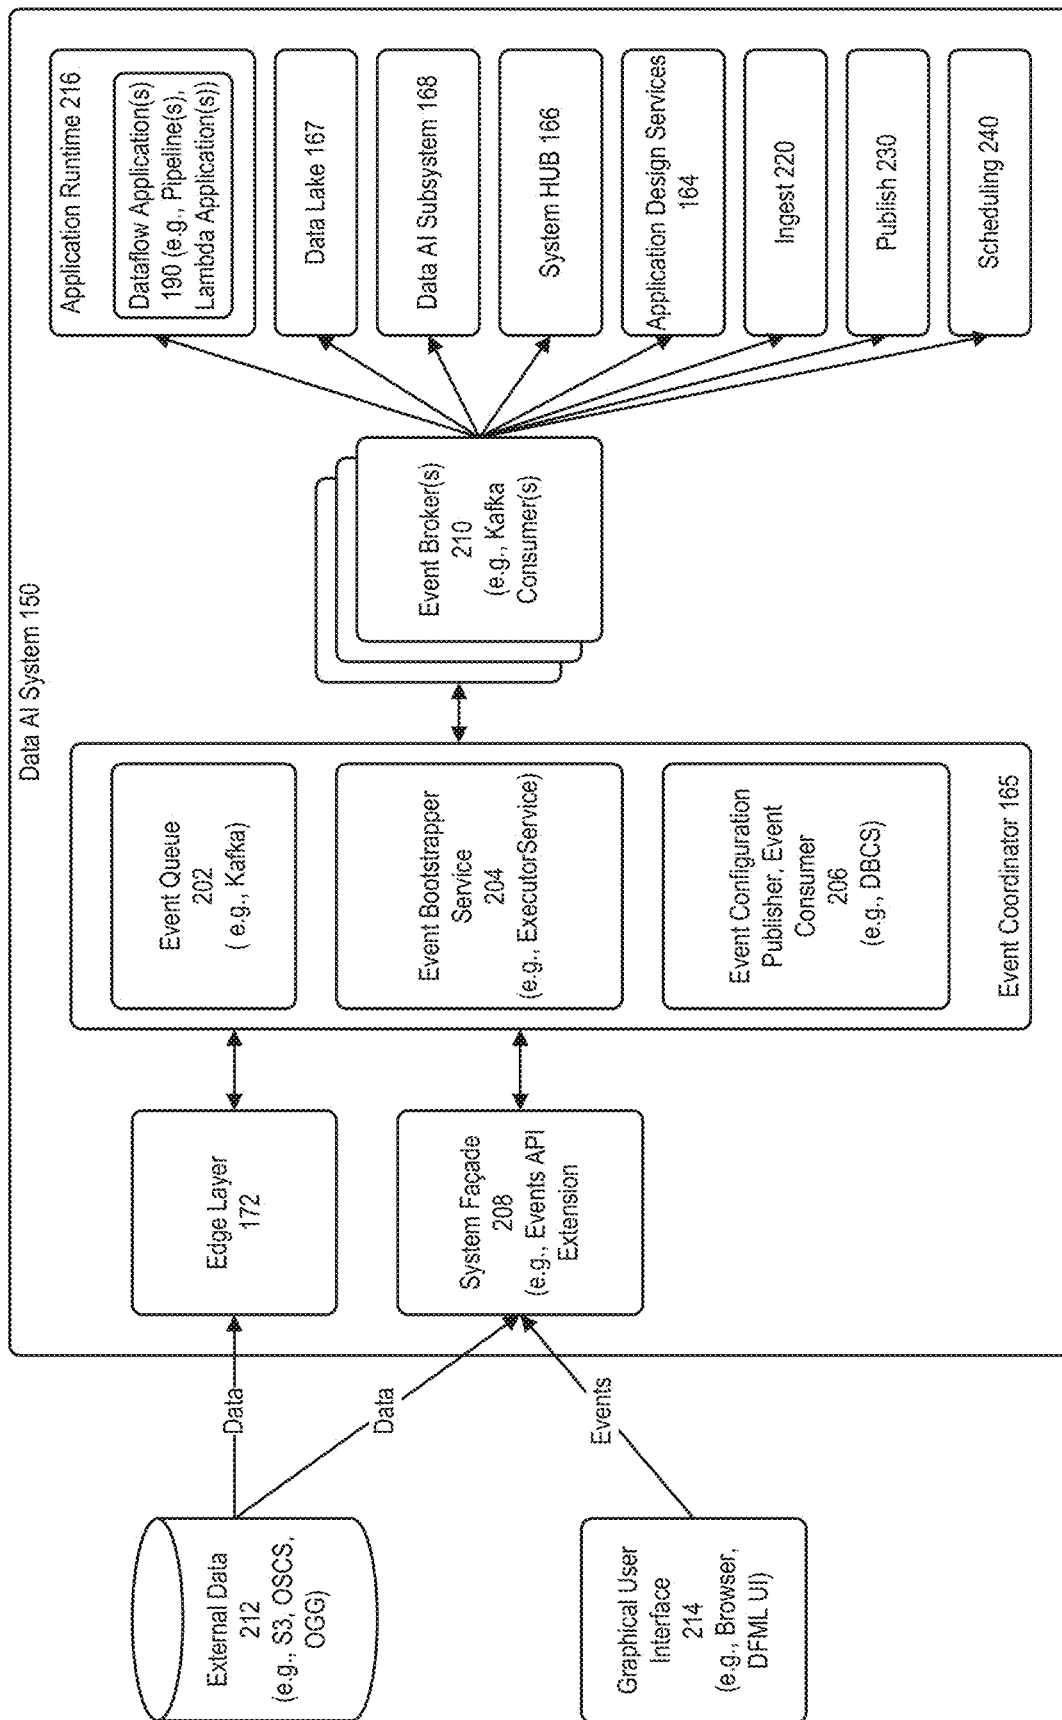 Data AI System 150
External Data
212
(e.g., S3, OSCS,
OGG)
Graphical User
Interface
214
(e.g., Browser,
DFML UI)
Data
Data
Events
Edge Layer
172
System Façade
208
(e.g., Events API
Extension
Event Queue
202
( e.g., Kafka)
Event Bootstrapper
Service
204
(e.g., ExecutorService)
Event Configuration
Publisher, Event
Consumer
206
(e.g., DBCS)
Event Coordinator 165
Event Broker(s)
210
(e.g., Kafka
Consumer(s)
Application Runtime 216
Dataflow Application(s)
190 (e.g., Pipeline(s),
Lambda Application(s))
Data Lake 167
Data AI Subsystem 168
System HUB 166
Application Design Services
164
Ingest 220
Publish 230
Scheduling 240